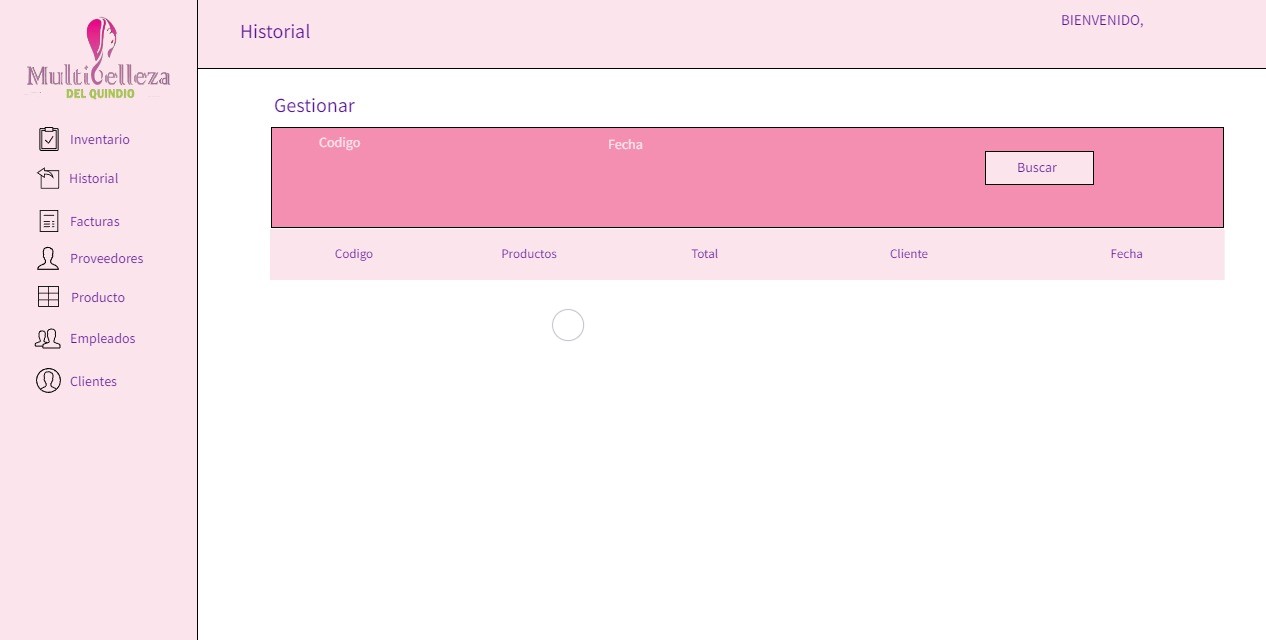 Multibelleza
DEL QUINDIO
Historial
BIENVENIDO,
Inventario
Historial
Facturas
Proveedores
Producto
Empleados
Clientes
Gestionar
Codigo
Fecha
Buscar
Codigo Productos Total Cliente Fecha